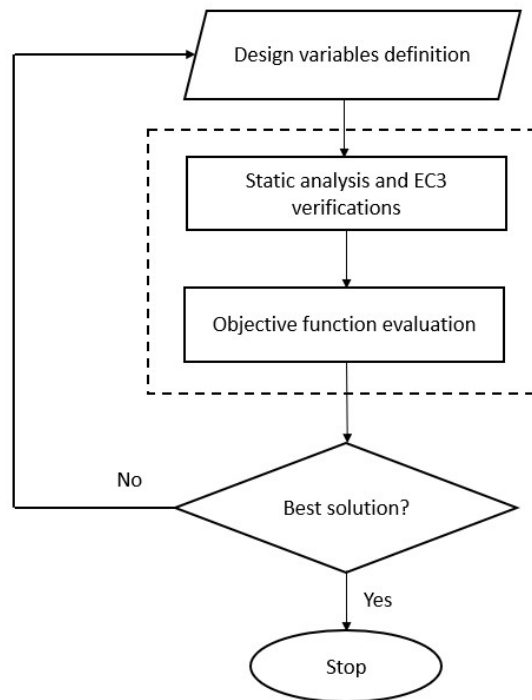 Design variables definition
Static analysis and EC3
verifications
Objective function evaluation
No
Best solution?
Yes
Stop